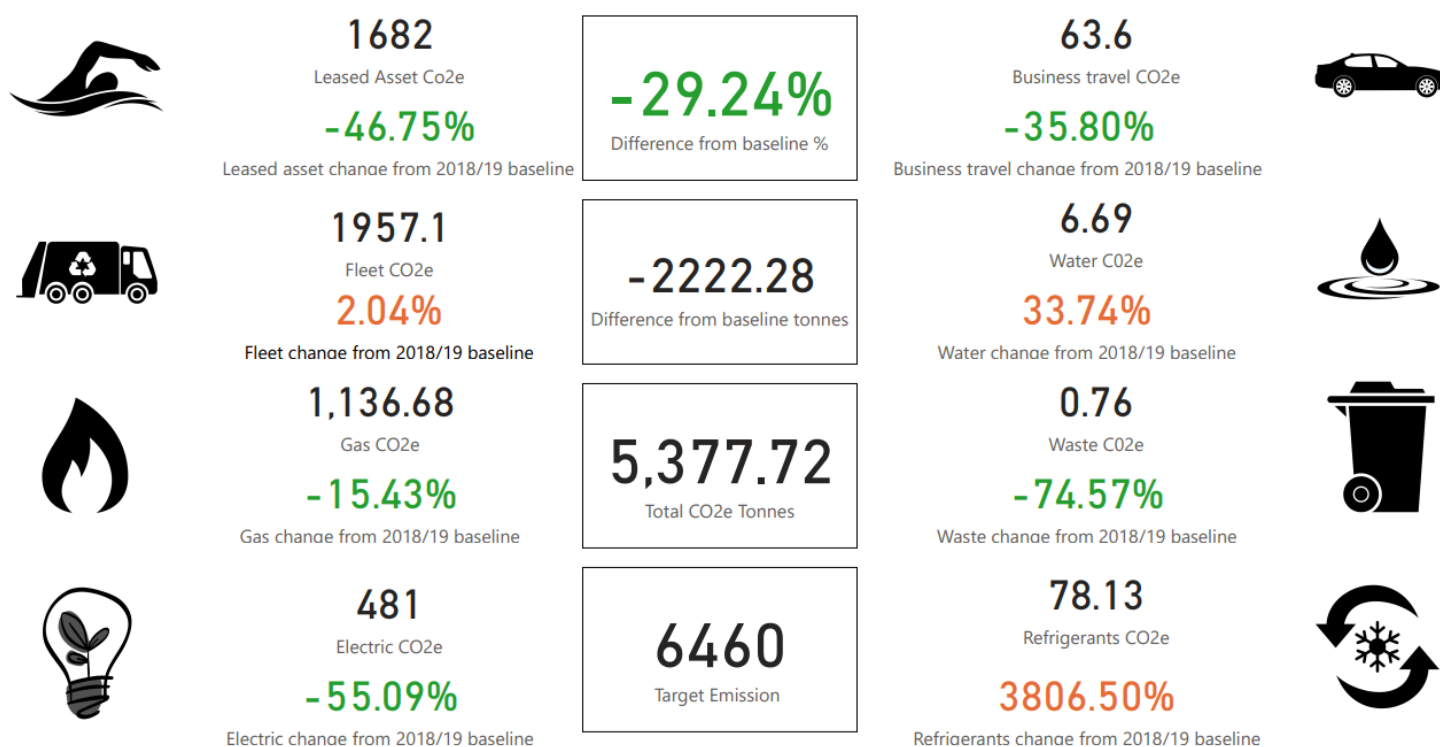 1682
Leased Asset Co2e
-46.75%
Leased asset change from 2018/19 baseline
1957.1
Fleet CO2e
2.04%
Fleet change from 2018/19 baseline
1,136.68
Gas CO2e
-15.43%
Gas change from 2018/19 baseline
481
Electric CO2e
-55.09%
Electric change from 2018/19 baseline
-29.24%
Difference from baseline %
-2222.28
Difference from baseline tonnes
5,377.72
Total CO2e Tonnes
6460
Target Emission
63.6
Business travel CO2e
-35.80%
Business travel change from 2018/19 baseline
6.69
Water C02e
33.74%
Water change from 2018/19 baseline
0.76
Waste C02e
-74.57%
Waste change from 2018/19 baseline
78.13
Refrigerants CO2e
3806.50%
Refrigerants change from 2018/19 baseline